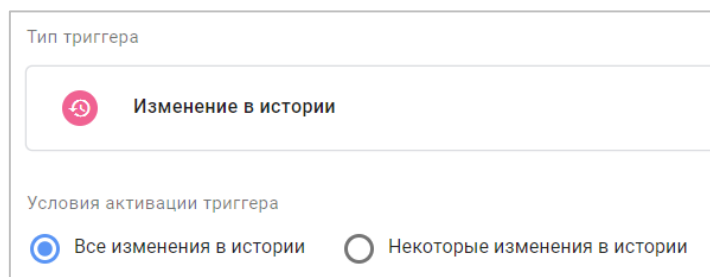 Тип триггера
Изменение в истории
Условия активации триггера
Все изменения в истории Некоторые изменения в истории